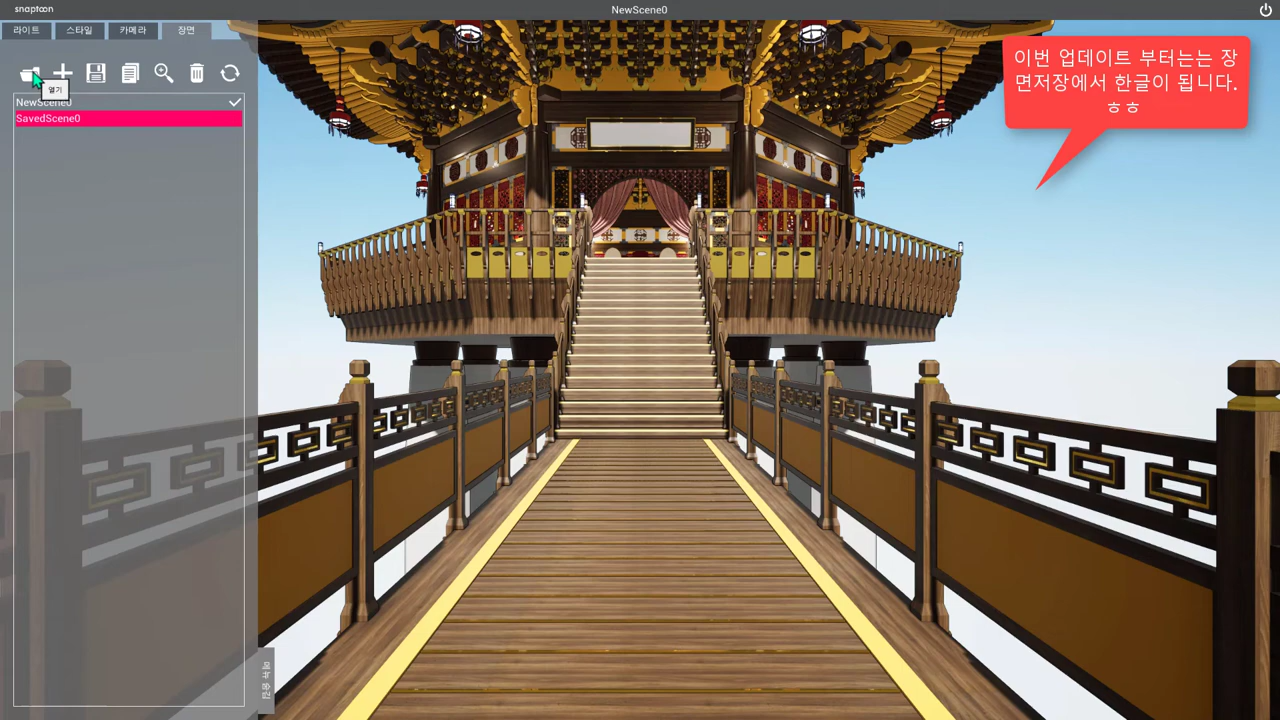 snaptoon
NewScene0
라이트
스타일
카메라
장면
열기
NewScene0
SavedScene0
이번 업데이트 부터는는 장
면저장에서 한글이 됩니다.
ㅎㅎ